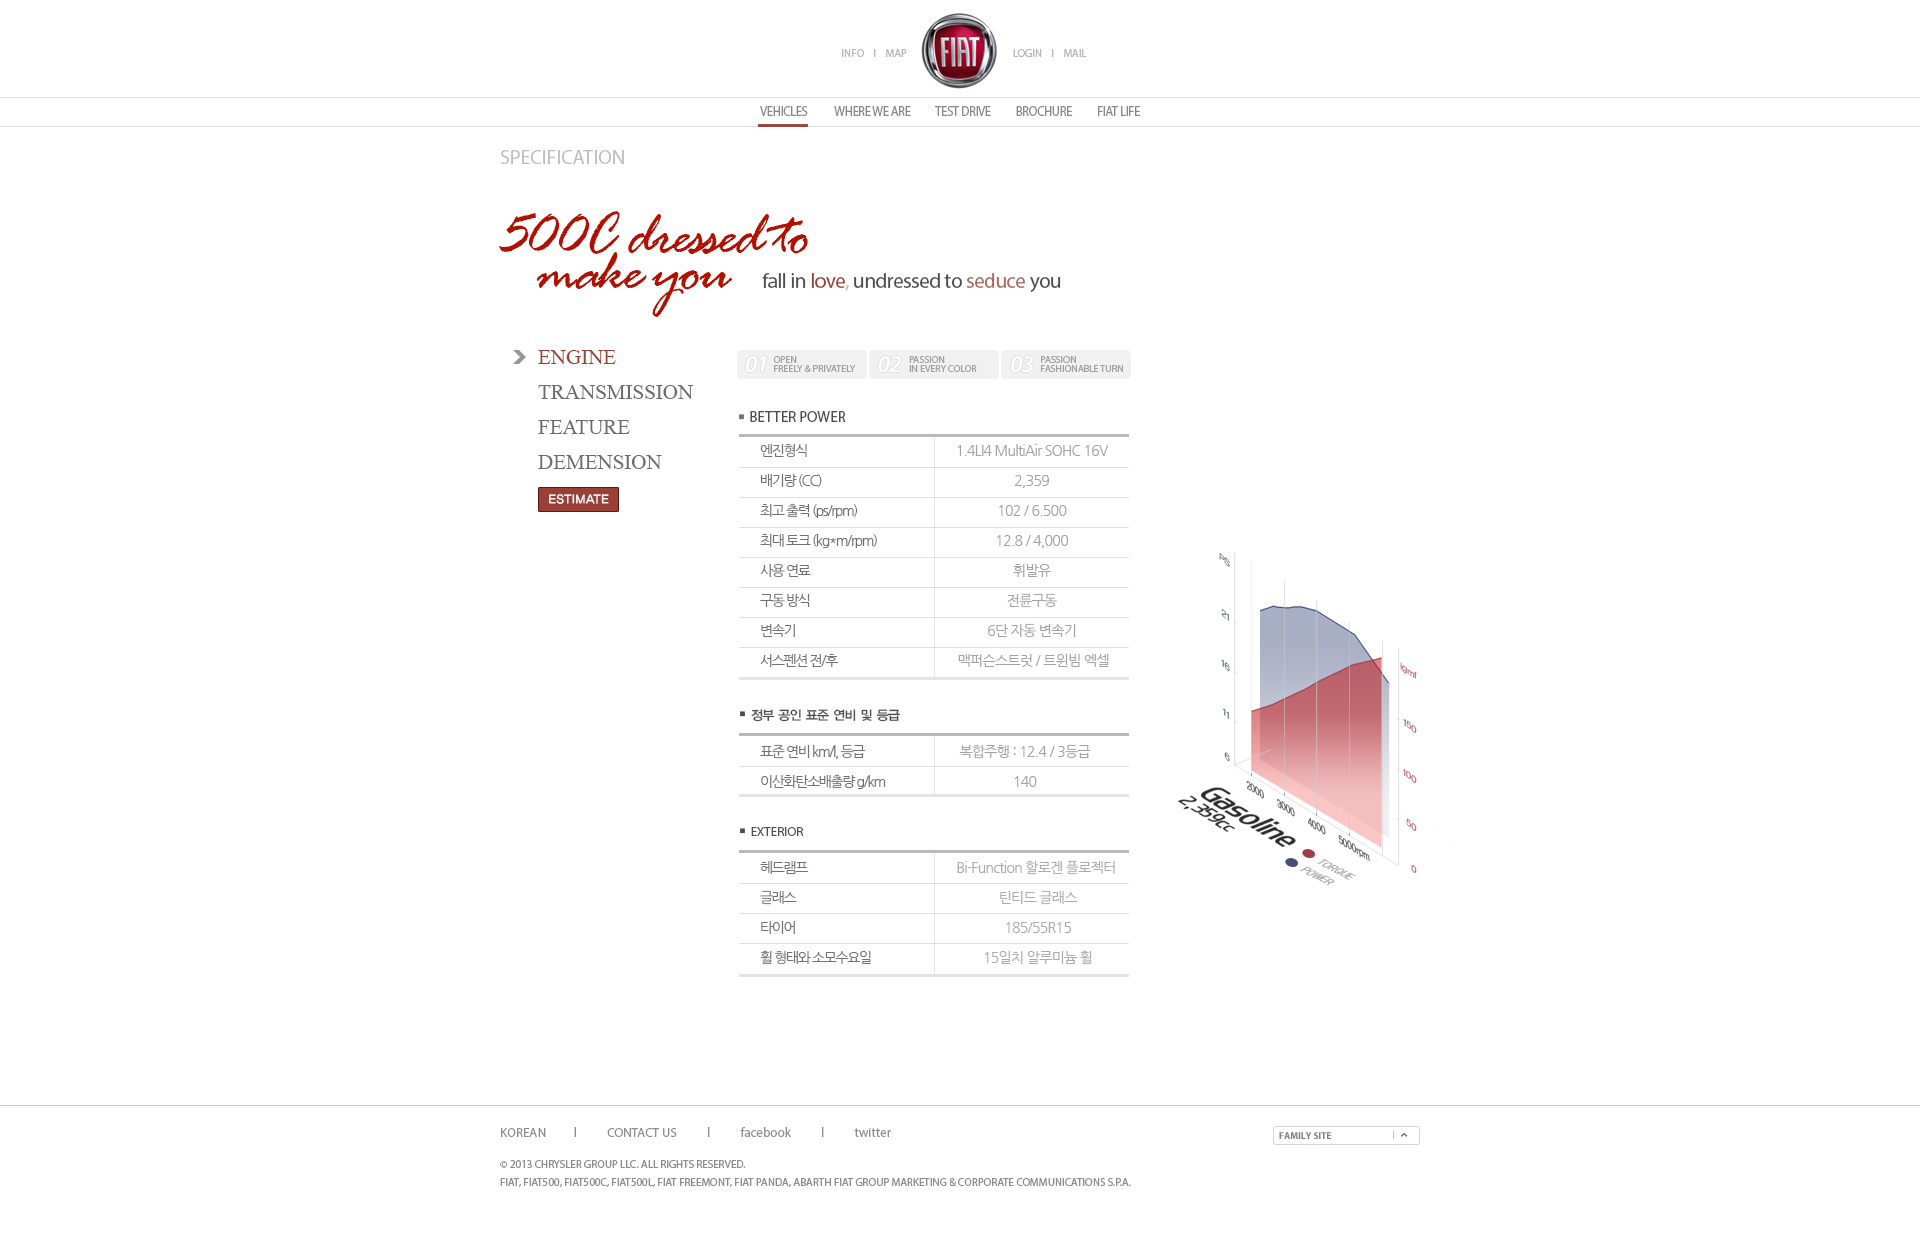 INFO | MAP
FIAT
LOGIN | MAIL
VEHICLES WHERE WE ARE TEST DRIVE BROCHURE FIAT LIFE
SPECIFICATION
500C dressed to
make you fall in love, undressed to seduce you
ENGINE
TRANSMISSION
FEATURE
DEMENSION
ESTIMATE
01 OPEN
FREELY & PRIVATELY
02 PASSION
IN EVERY COLOR
03 PASSION
FASHIONABLE TURN
BETTER POWER
엔진형식 1.4L I4 MultiAir SOHC 16V
배기량 (CC) 2,359
최고 출력 (ps/rpm) 102 / 6.500
최대 토크 (kg*m/rpm) 12.8 / 4,000
사용 연료 휘발유
구동 방식 전륜구동
변속기 6단 자동 변속기
서스펜션 전/후 맥퍼슨스트럿 / 트윈빔 엑셀
정부 공인 표준 연비 및 등급
표준 연비 km/l, 등급 복합주행 : 12.4 / 3등급
이산화탄소배출량 g/km 140
EXTERIOR
헤드램프 Bi-Function 할로겐 플로젝터
글래스 틴티드 글래스
타이어 185/55R15
휠 형태와 소모수요일 15일치 알루미늄 휠
PS
21
16
11
6
kgmf
150
100
50
0
2000
3000
4000
5000rpm
Gasoline
2,359cc
TORQUE
POWER
KOREAN | CONTACT US | facebook | twitter
FAMILY SITE
© 2013 CHRYSLER GROUP LLC. ALL RIGHTS RESERVED.
FIAT, FIAT500, FIAT500C, FIAT500L, FIAT FREEMONT, FIAT PANDA, ABARTH FIAT GROUP MARKETING & CORPORATE COMMUNICATIONS S.P.A.